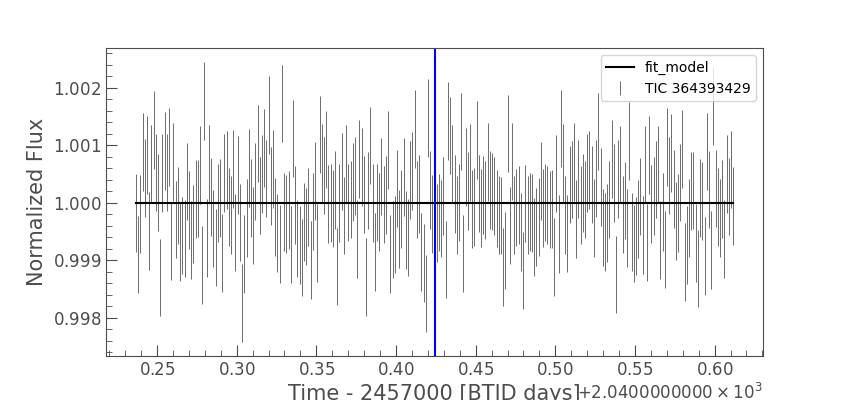 fit_model
TIC 364393429
1.002
1.001
1.000
0.999
0.998
Normalized Flux
0.25 0.30 0.35 0.40 0.45 0.50 0.55 0.60
Time - 2457000 [BTJD days]
+2.0400000000 × 10³